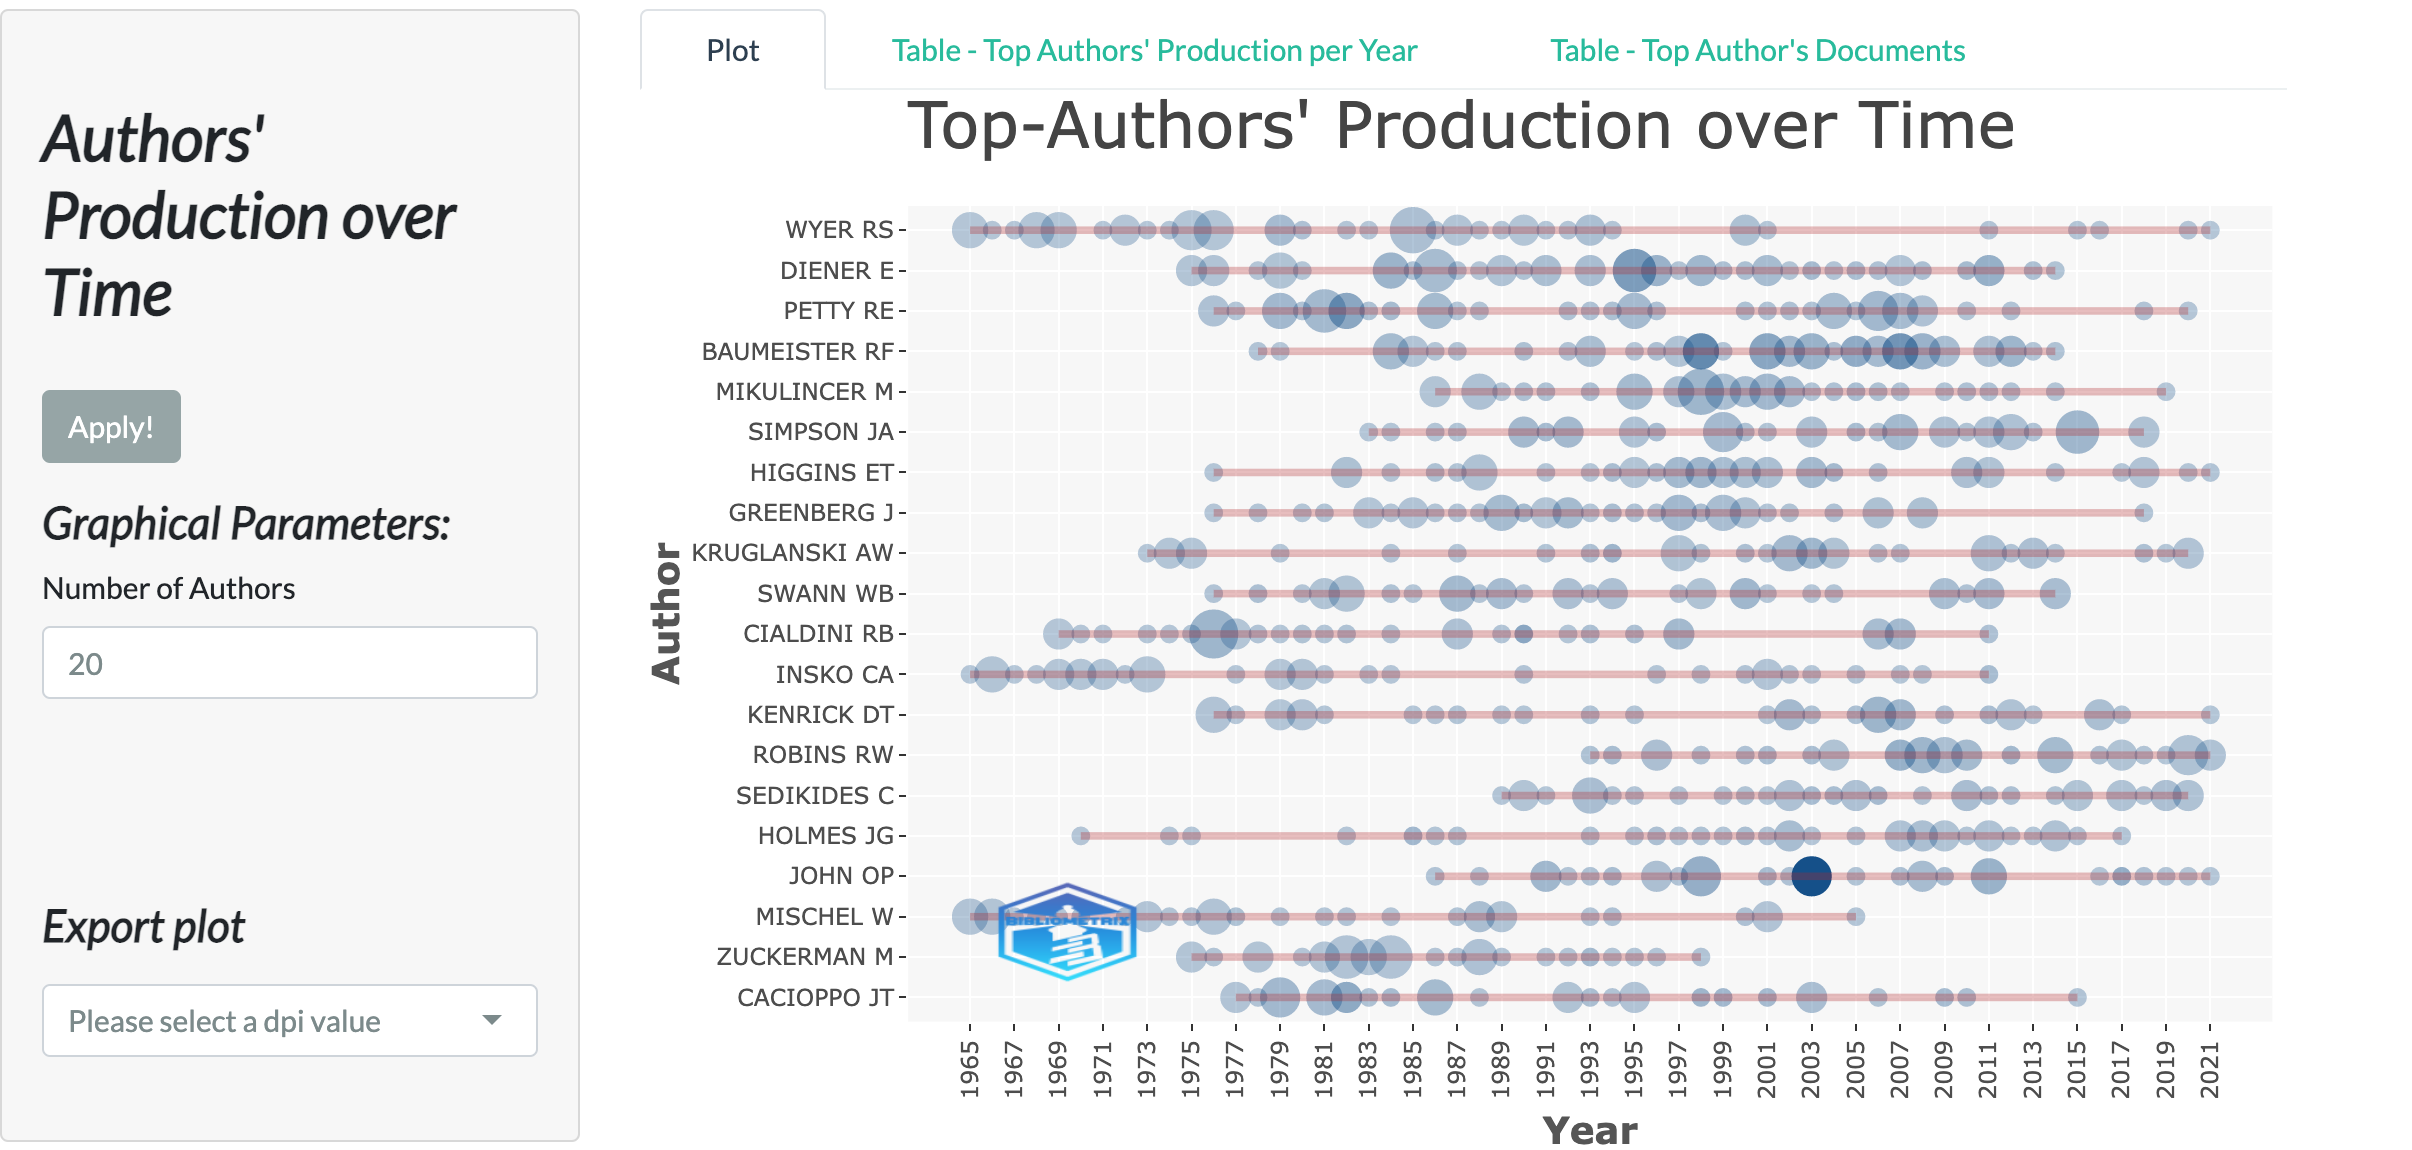 Authors'
Production over
Time
Apply!
Graphical Parameters:
Number of Authors
20
Export plot
Please select a dpi value
Plot
Table - Top Authors' Production per Year
Table - Top Author's Documents
Top-Authors' Production over Time
Author
WYER RS
DIENER E
PETTY RE
BAUMEISTER RF
MIKULINCER M
SIMPSON JA
HIGGINS ET
GREENBERG J
KRUGLANSKI AW
SWANN WB
CIALDINI RB
INSKO CA
KENRICK DT
ROBINS RW
SEDIKIDES C
HOLMES JG
JOHN OP
MISCHEL W
ZUCKERMAN M
CACIOPPO JT
BIBLIOMETRIX
1965 1967 1969 1971 1973 1975 1977 1979 1981 1983 1985 1987 1989 1991 1993 1995 1997 1999 2001 2003 2005 2007 2009 2011 2013 2015 2017 2019 2021
Year